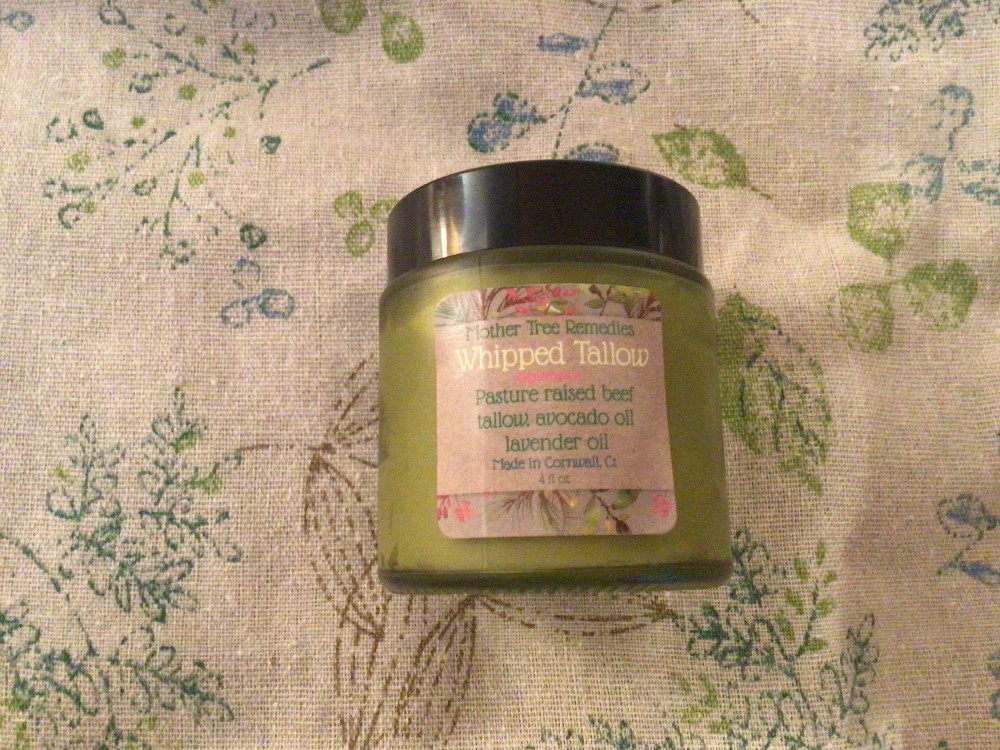 Mother Tree Remedies
Whipped Tallow
Pasture raised beef
tallow, avocado oil
lavender oil
Made in Cornwall, Ct
4 fl oz